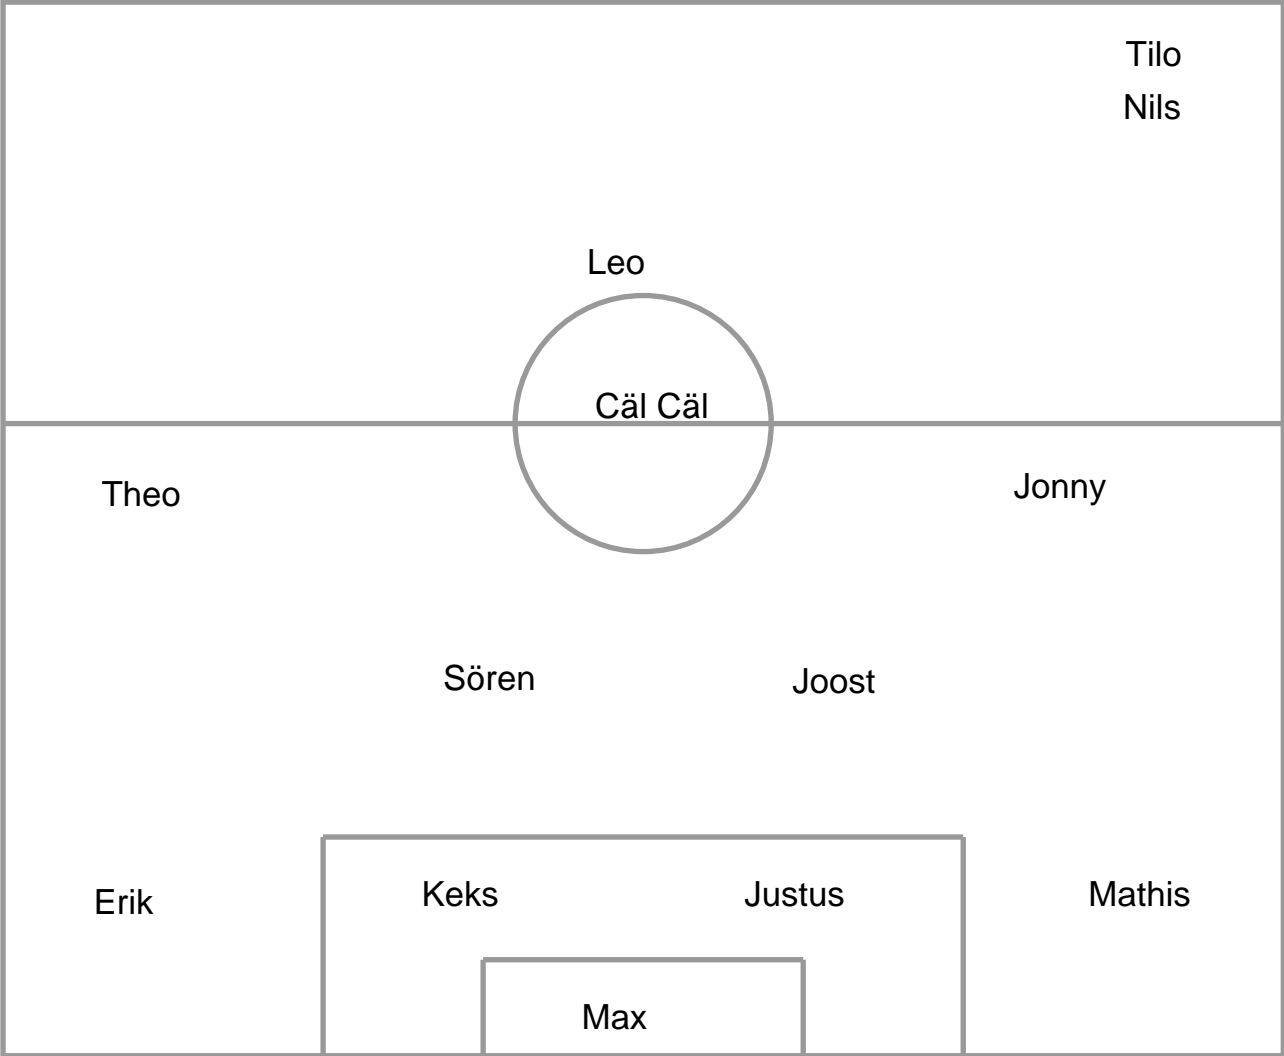 Tilo
Nils
Leo
Cäl Cäl
Theo
Jonny
Sören
Joost
Erik
Keks
Justus
Mathis
Max